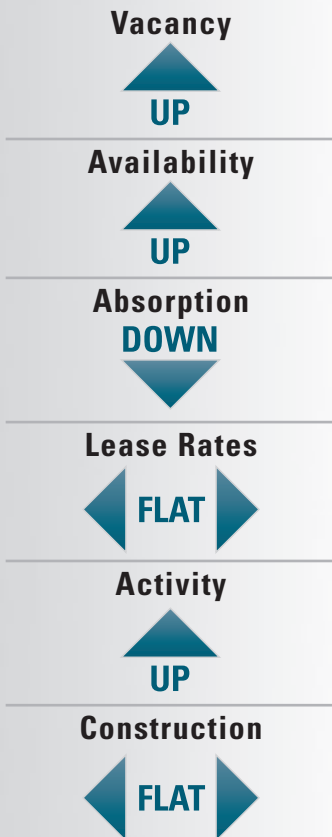 Vacancy
UP
Availability
UP
Absorption
DOWN
Lease Rates
FLAT
Activity
UP
Construction
FLAT